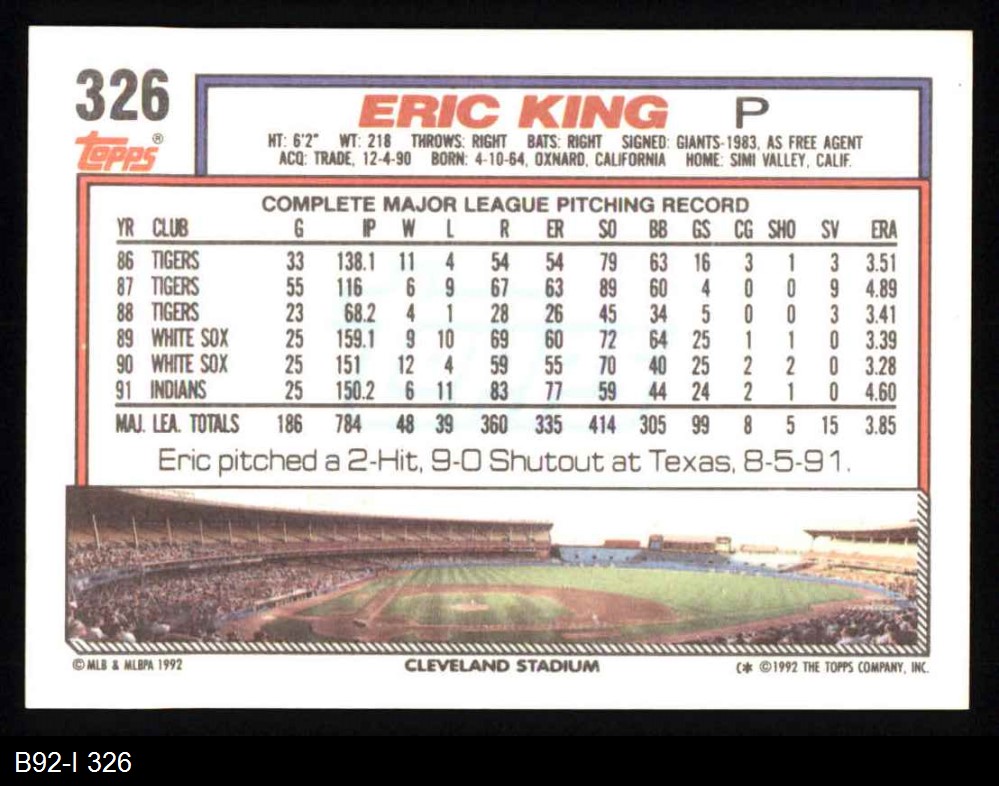 326
Topps®
ERIC KING P
HT: 6'2" WT: 218 THROWS: RIGHT BATS: RIGHT SIGNED: GIANTS-1983, AS FREE AGENT
ACQ: TRADE, 12-4-90 BORN: 4-10-64, OXNARD, CALIFORNIA HOME: SIMI VALLEY, CALIF.
COMPLETE MAJOR LEAGUE PITCHING RECORD
YR CLUB G IP W L R ER SO BB GS CG SHO SV ERA
86 TIGERS 33 138.1 11 4 54 54 79 63 16 3 1 3 3.51
87 TIGERS 55 116 6 9 67 63 89 60 4 0 0 9 4.89
88 TIGERS 23 68.2 4 1 28 26 45 34 5 0 0 3 3.41
89 WHITE SOX 25 159.1 9 10 69 60 72 64 25 1 1 0 3.39
90 WHITE SOX 25 151 12 4 59 55 70 40 25 2 2 0 3.28
91 INDIANS 25 150.2 6 11 83 77 59 44 24 2 1 0 4.60
MAJ. LEA. TOTALS 186 784 48 39 360 335 414 305 99 8 5 15 3.85
Eric pitched a 2-Hit, 9-0 Shutout at Texas, 8-5-91.
© MLB & MLBPA 1992 CLEVELAND STADIUM C* ©1992 THE TOPPS COMPANY, INC.
B92-I 326